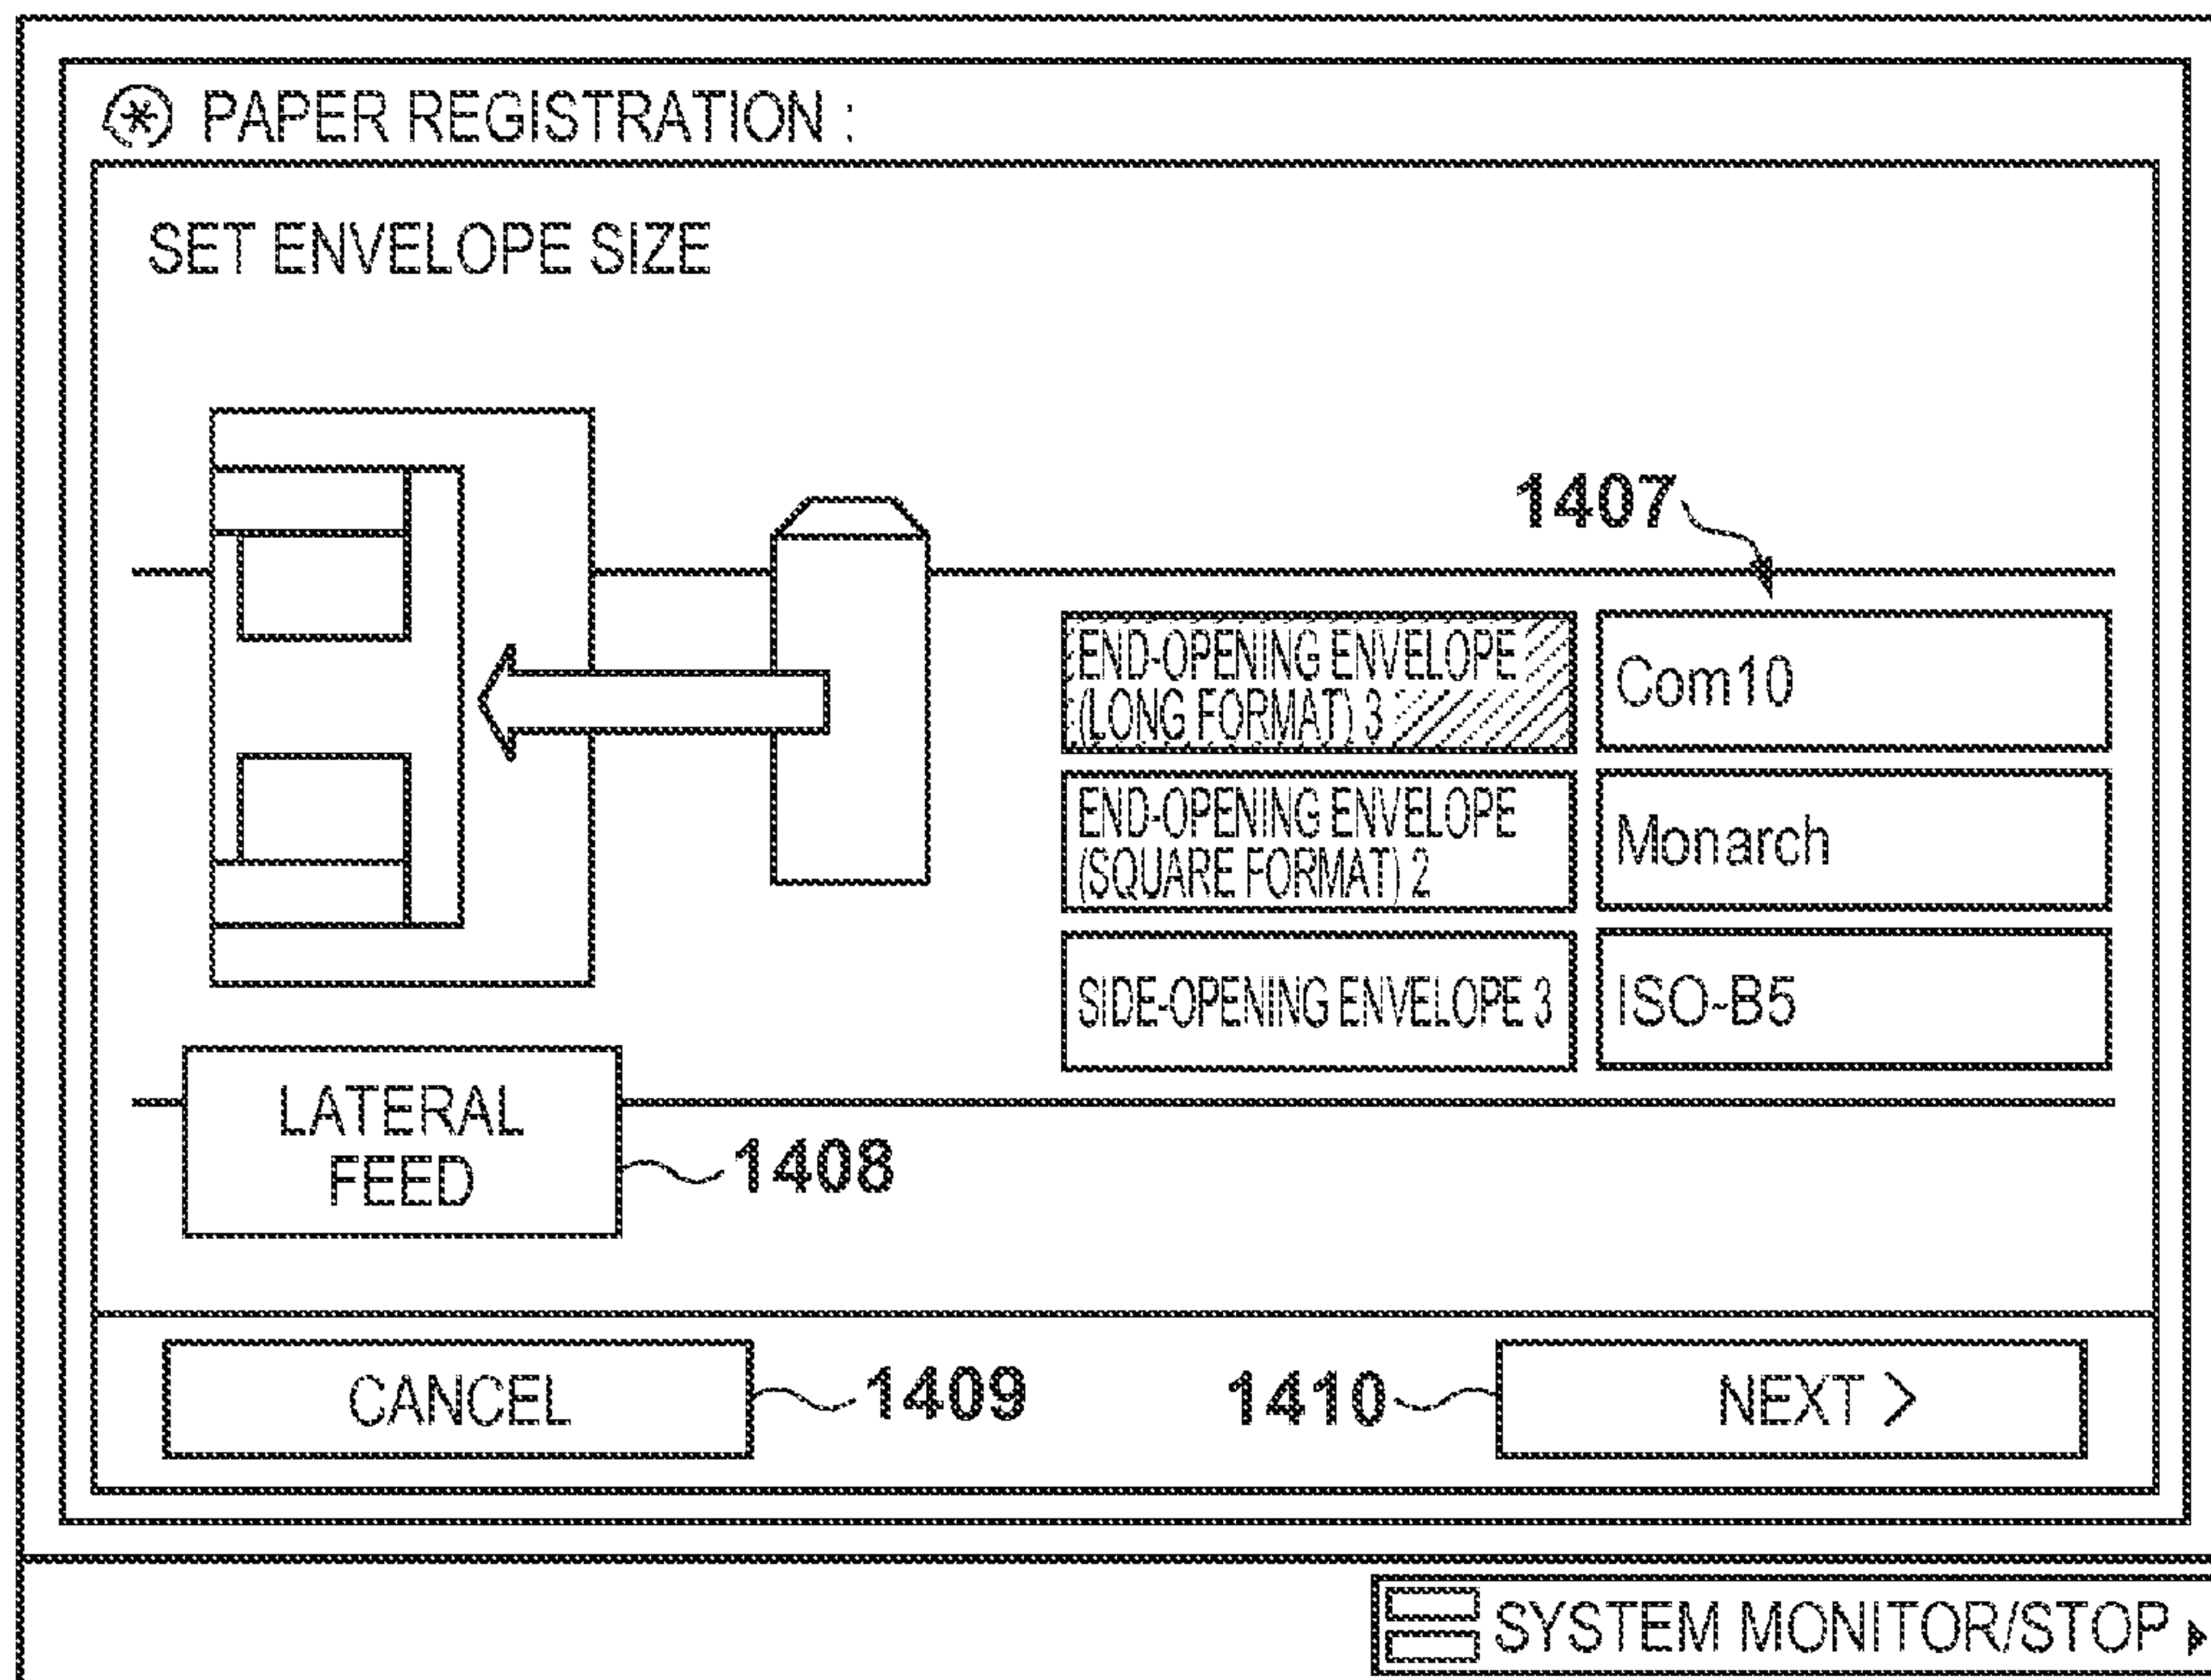 PAPER REGISTRATION :
SET ENVELOPE SIZE
1407
END-OPENING ENVELOPE
(LONG FORMAT) 3
Com10
END-OPENING ENVELOPE
(SQUARE FORMAT) 2
Monarch
SIDE-OPENING ENVELOPE 3
ISO-B5
LATERAL
FEED
1408
CANCEL
1409
1410
NEXT >
SYSTEM MONITOR/STOP